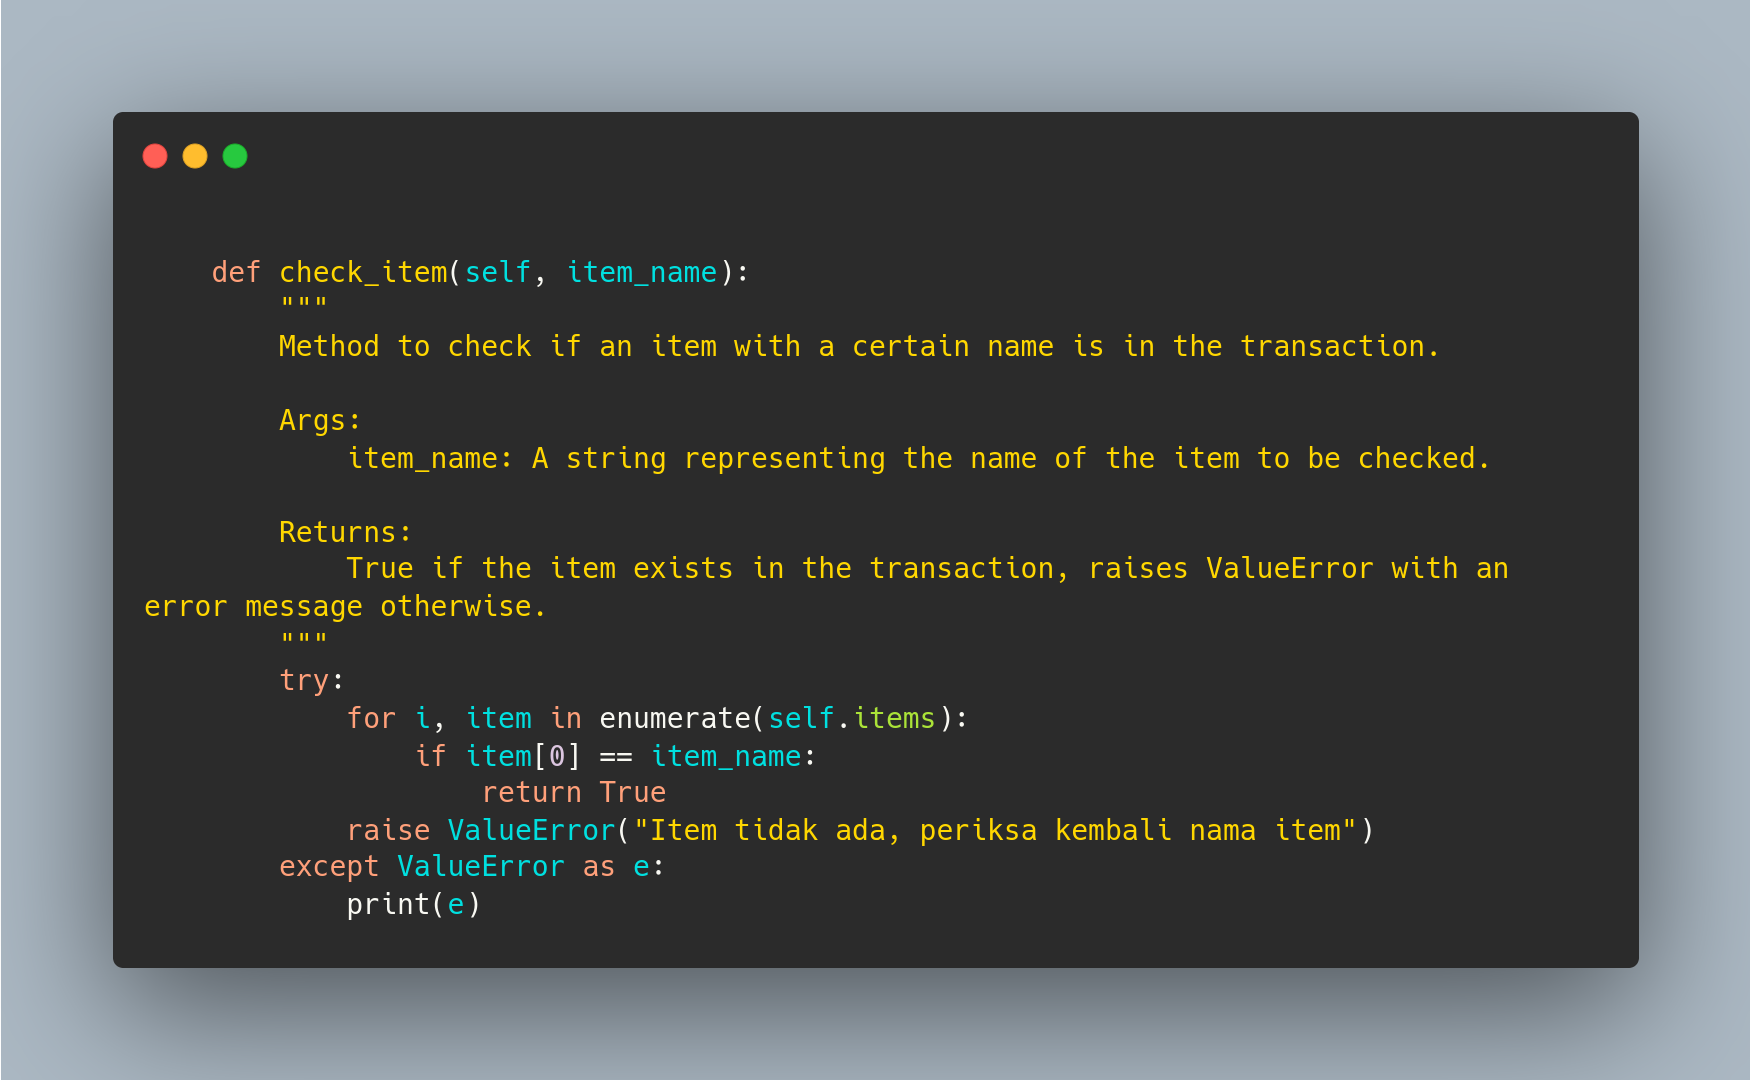 def check_item(self, item_name):
"""
Method to check if an item with a certain name is in the transaction.
Args:
item_name: A string representing the name of the item to be checked.
Returns:
True if the item exists in the transaction, raises ValueError with an
error message otherwise.
"""
try:
for i, item in enumerate(self.items):
if item[0] == item_name:
return True
raise ValueError("Item tidak ada, periksa kembali nama item")
except ValueError as e:
print(e)